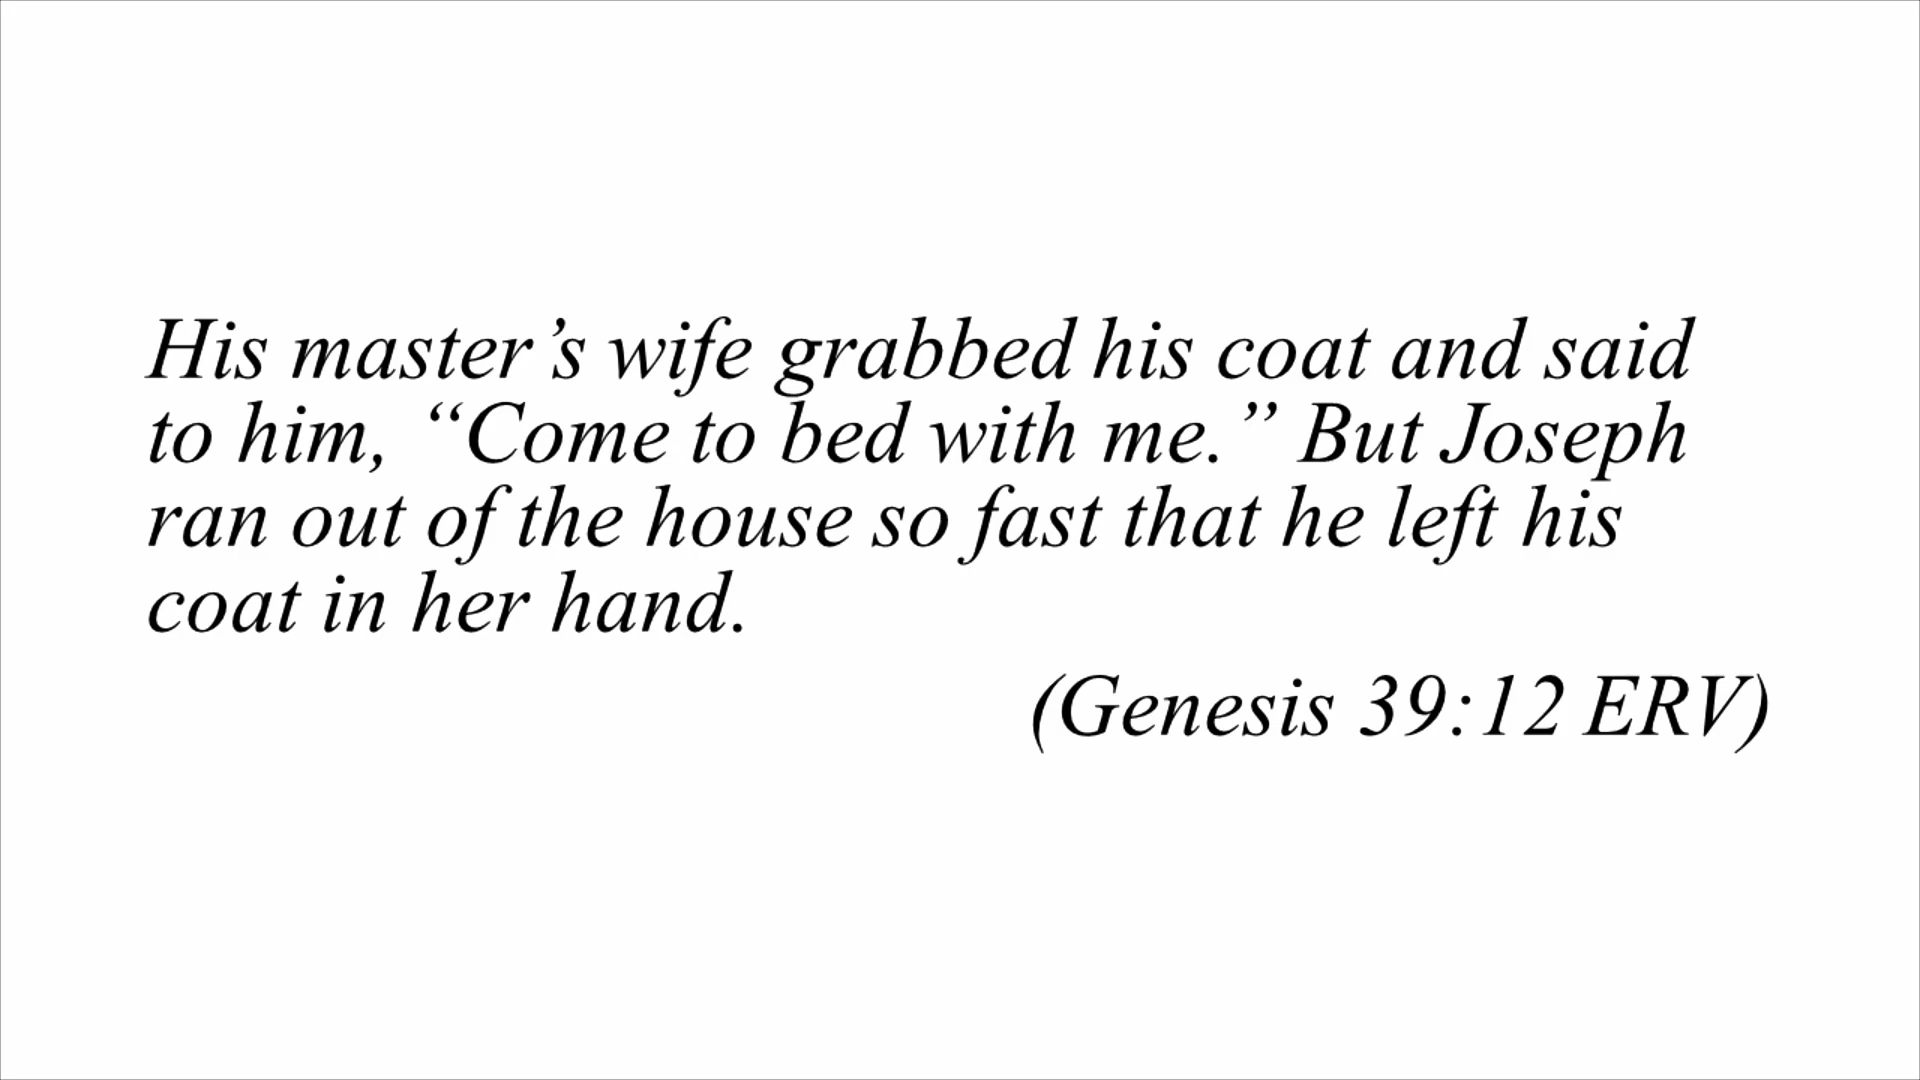 His master’s wife grabbed his coat and said
to him, “Come to bed with me.” But Joseph
ran out of the house so fast that he left his
coat in her hand.
(Genesis 39:12 ERV)